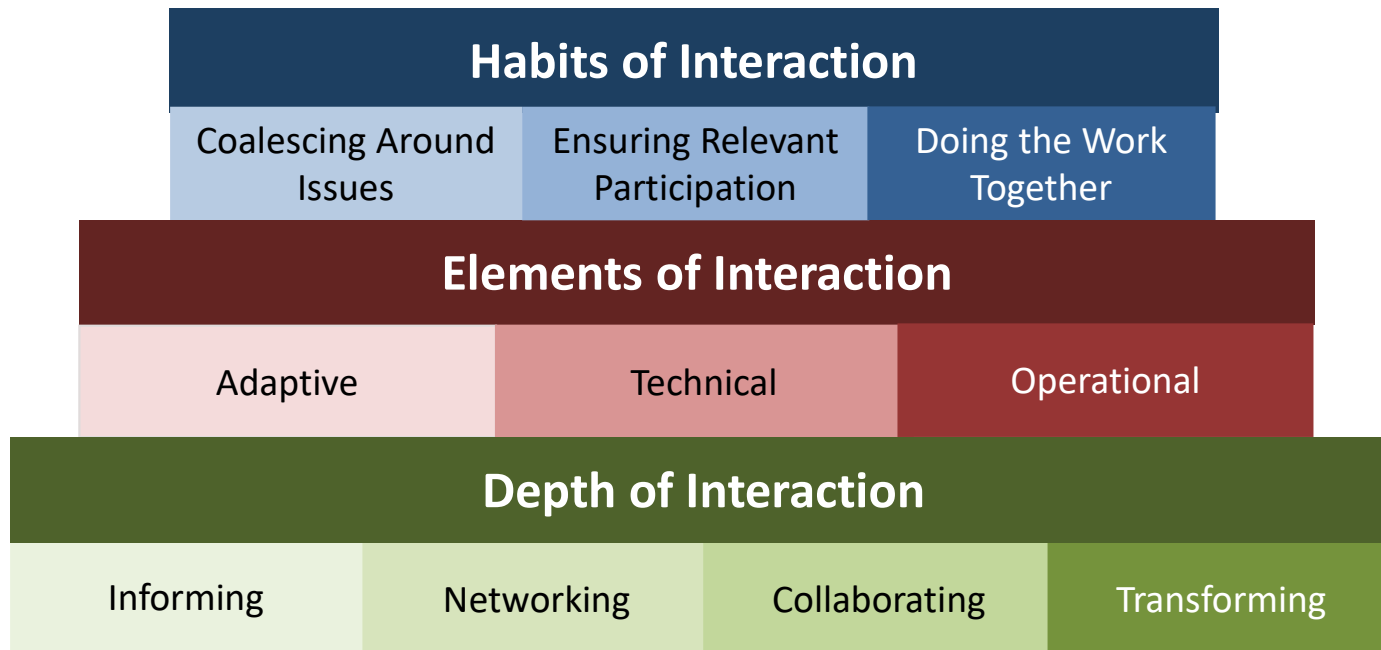 Habits of Interaction
Coalescing Around
Issues
Ensuring Relevant
Participation
Doing the Work
Together
Elements of Interaction
Adaptive
Technical
Operational
Depth of Interaction
Informing
Networking
Collaborating
Transforming